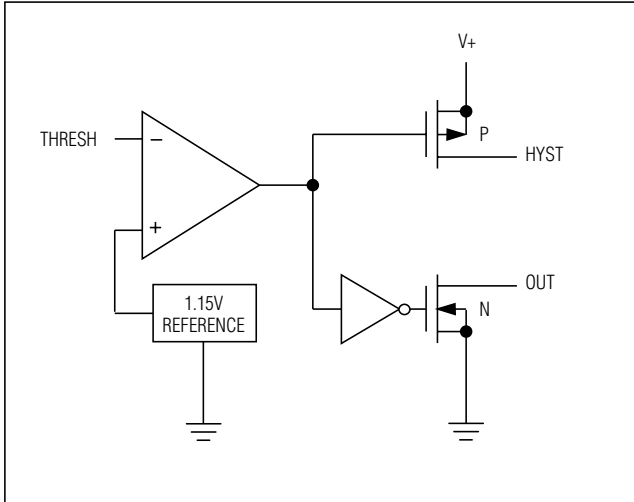 V+
THRESH
−
P
HYST
+
1.15V
REFERENCE
OUT
N